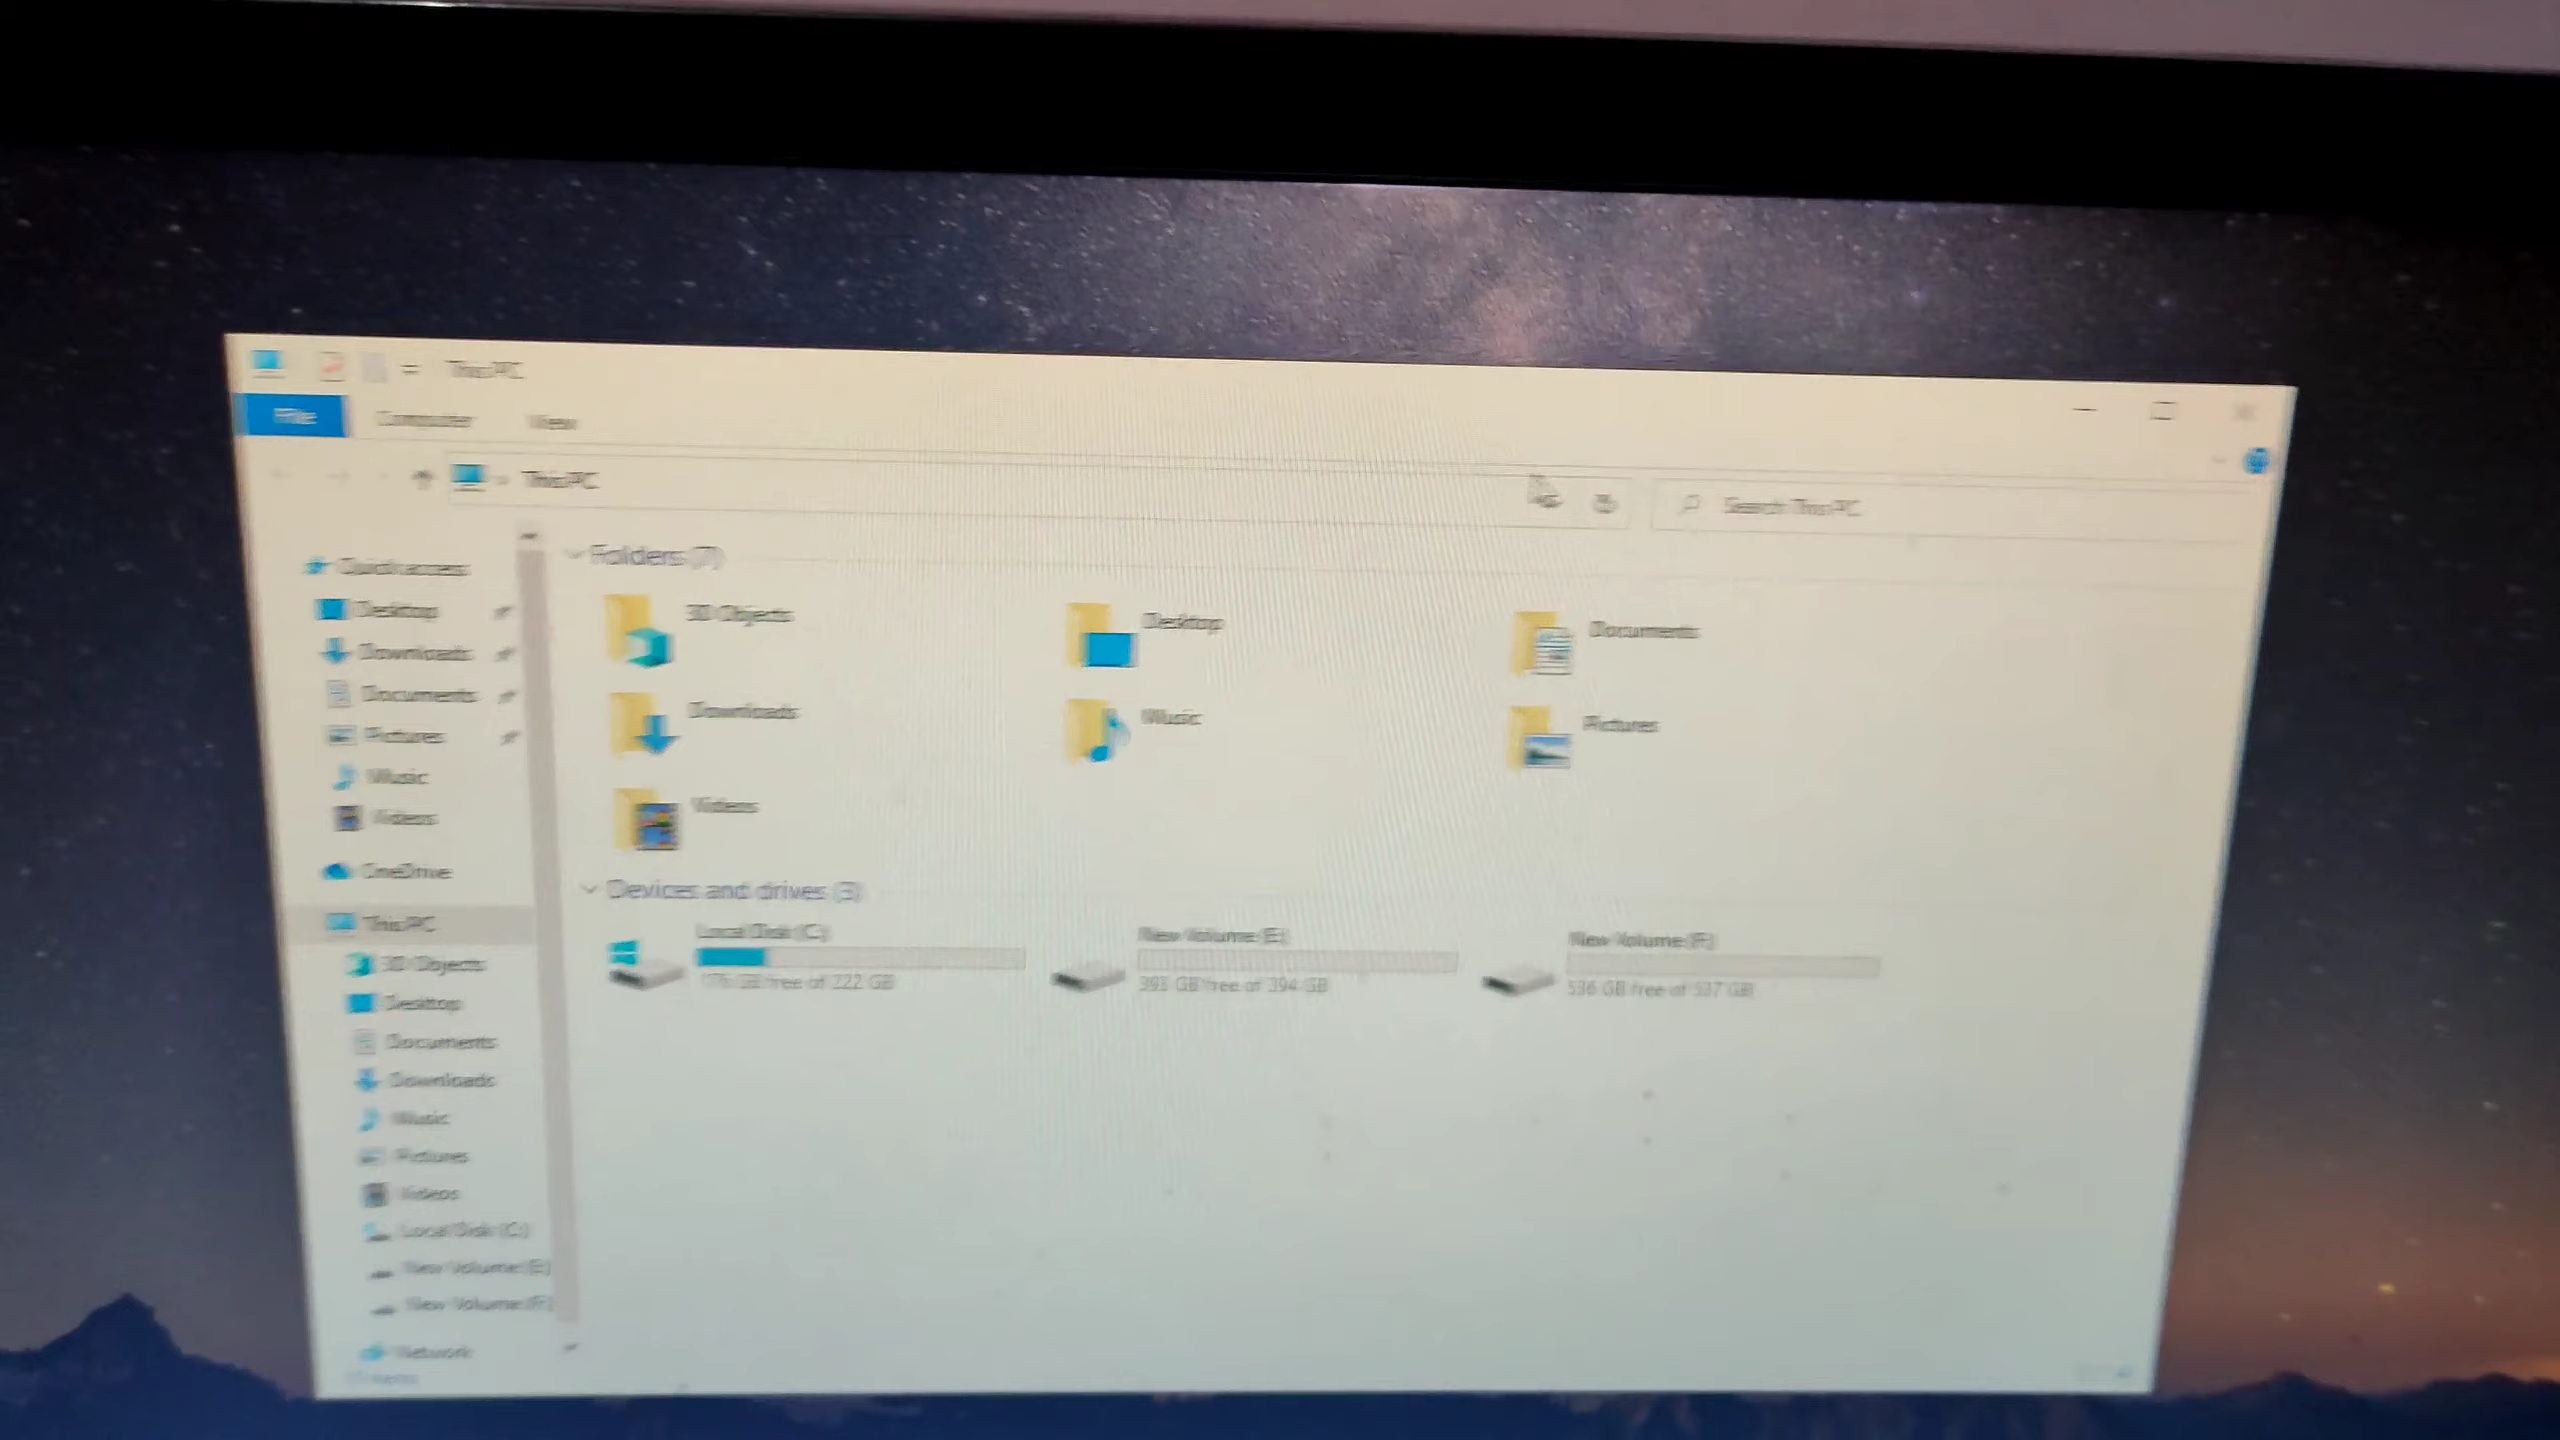 This PC
File Computer View
This PC Search This PC
Quick access
Desktop
Downloads
Documents
Pictures
Music
Videos
OneDrive
This PC
3D Objects
Desktop
Documents
Downloads
Music
Pictures
Videos
Local Disk (C:)
New Volume (E:)
New Volume (F:)
Network
items
Folders (7)
3D Objects Desktop Documents
Downloads Music Pictures
Videos
Devices and drives (3)
Local Disk (C:) New Volume (E:) New Volume (F:)
GB free of 222 GB 393 GB free of 394 GB 536 GB free of 537 GB